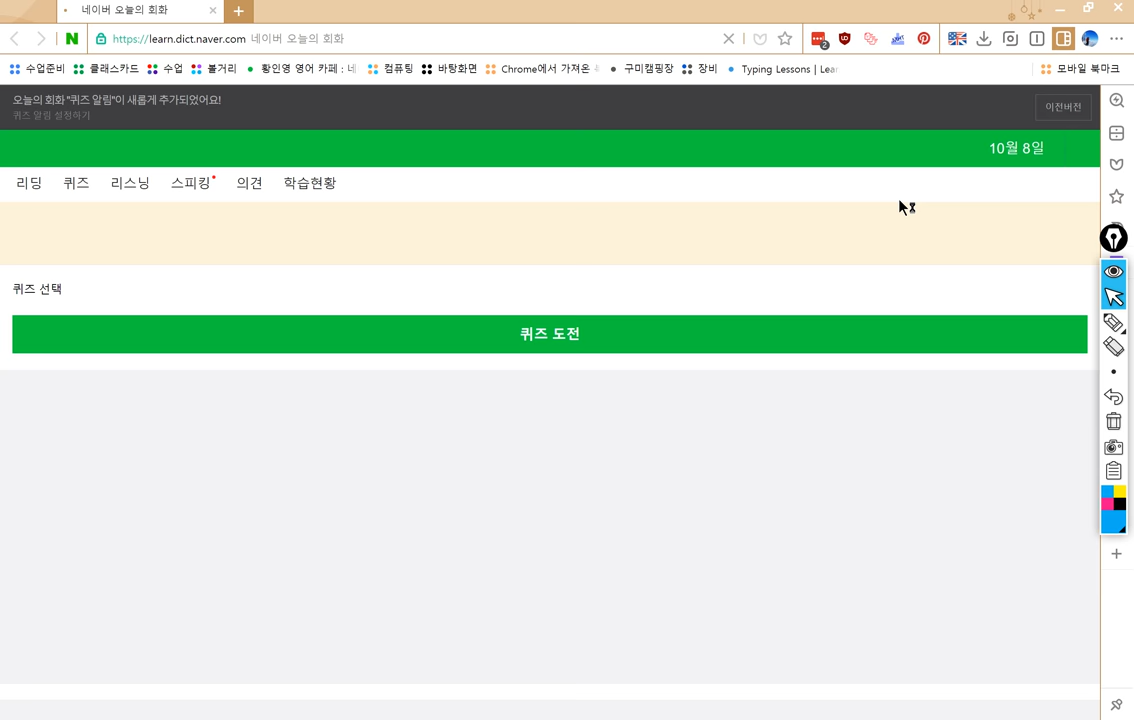 네이버 오늘의 회화
N https://learn.dict.naver.com 네이버 오늘의 회화
2 UD
수업준비 클래스카드 수업 볼거리 황인영 영어 카페 : 네 컴퓨팅 바탕화면 Chrome에서 가져온 구미캠핑장 장비 Typing Lessons | Lear 모바일 북마크
오늘의 회화 "퀴즈 알림"이 새롭게 추가되었어요!
퀴즈 알림 설정하기
이전버전
10월 8일
리딩 퀴즈 리스닝 스피킹 의견 학습현황
퀴즈 선택
퀴즈 도전